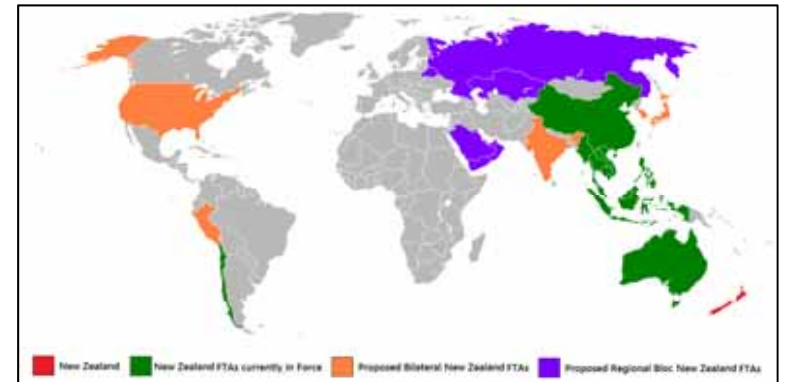 New Zealand
New Zealand FTAs currently in Force
Proposed Bilateral New Zealand FTAs
Proposed Regional Bloc New Zealand FTAs